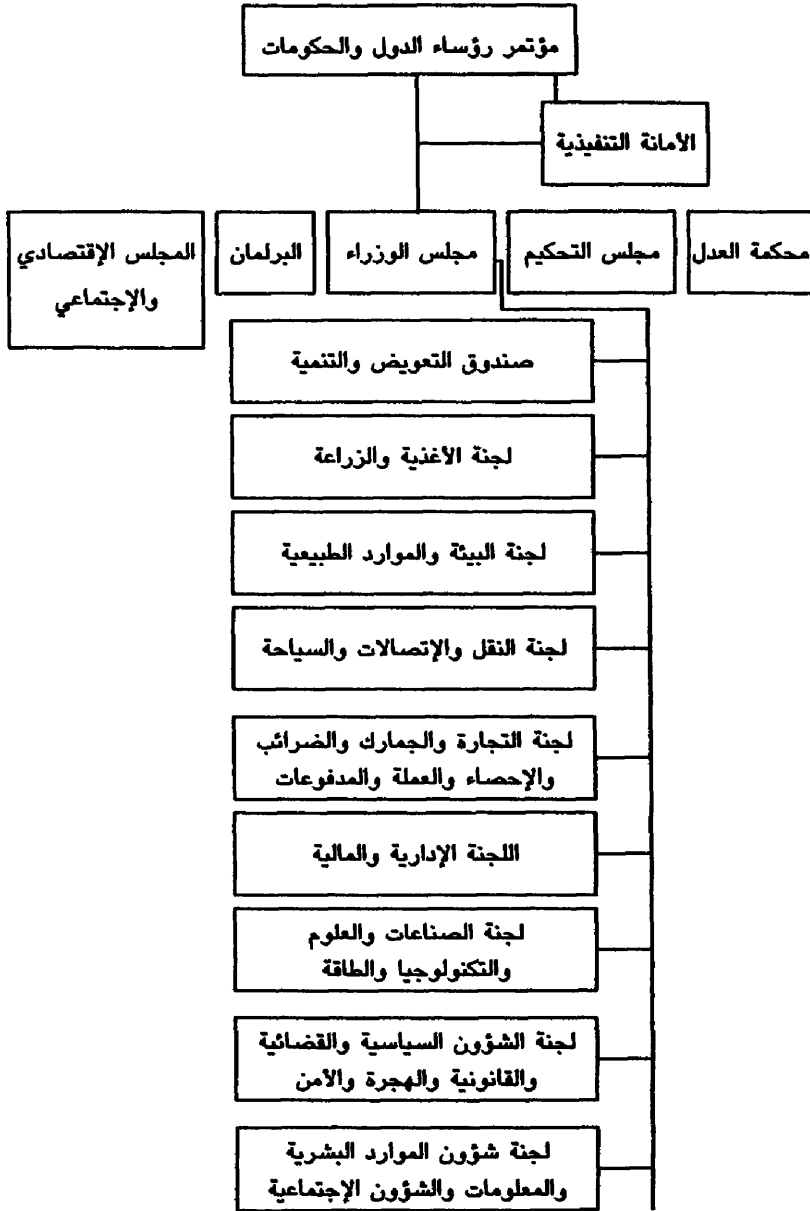 مؤتمر رؤساء الدول والحكومات
الأمانة التنفيذية
محكمة العدل
مجلس التحكيم
مجلس الوزراء
البرلمان
المجلس الإقتصادي
والإجتماعي
صندوق التعويض والتنمية
لجنة الأغذية والزراعة
لجنة البيئة والموارد الطبيعية
لجنة النقل والإتصالات والسياحة
لجنة التجارة والجمارك والضرائب
والإحصاء والعملة والمدفوعات
اللجنة الإدارية والمالية
لجنة الصناعات والعلوم
والتكنولوجيا والطاقة
لجنة الشؤون السياسية والقضائية
والقانونية والهجرة والأمن
لجنة شؤون الموارد البشرية
والمعلومات والشؤون الإجتماعية